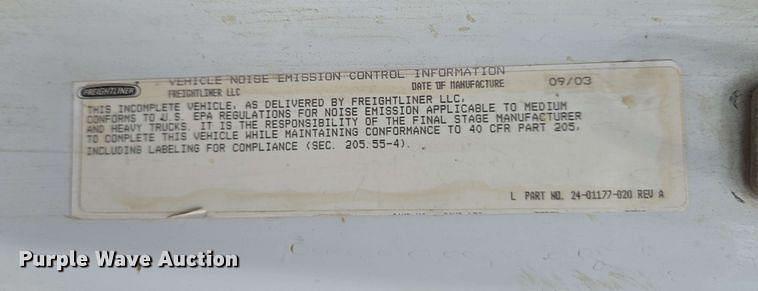 VEHICLE NOISE EMISSION CONTROL INFORMATION
FREIGHTLINER
FREIGHTLINER LLC
DATE OF MANUFACTURE 09/03
THIS INCOMPLETE VEHICLE, AS DELIVERED BY FREIGHTLINER LLC,
CONFORMS TO U.S. EPA REGULATIONS FOR NOISE EMISSION APPLICABLE TO MEDIUM
AND HEAVY TRUCKS. IT IS THE RESPONSIBILITY OF THE FINAL STAGE MANUFACTURER
TO COMPLETE THIS VEHICLE WHILE MAINTAINING CONFORMANCE TO 40 CFR PART 205,
INCLUDING LABELING FOR COMPLIANCE (SEC. 205.55-4).
L PART NO. 24-01177-020 REV A
Purple Wave Auction